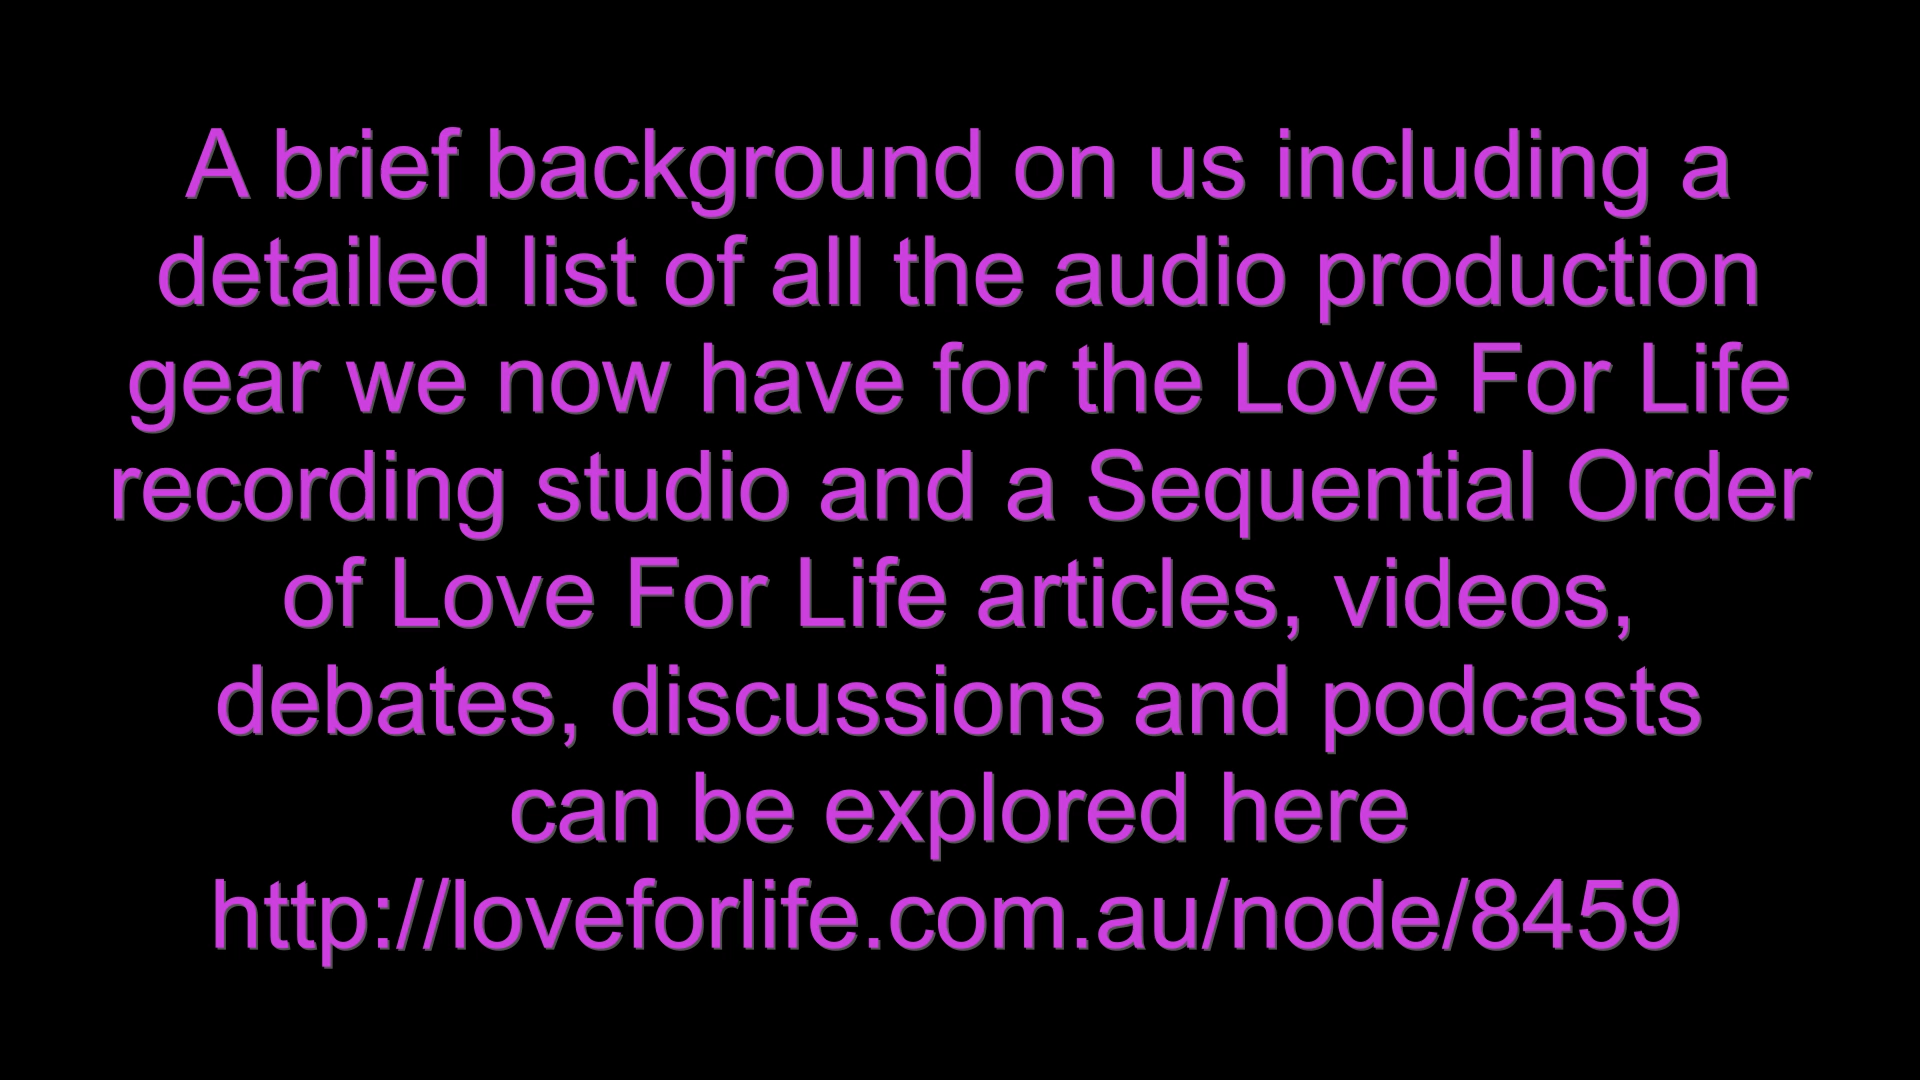 A brief background on us including a
detailed list of all the audio production
gear we now have for the Love For Life
recording studio and a Sequential Order
of Love For Life articles, videos,
debates, discussions and podcasts
can be explored here
http://loveforlife.com.au/node/8459